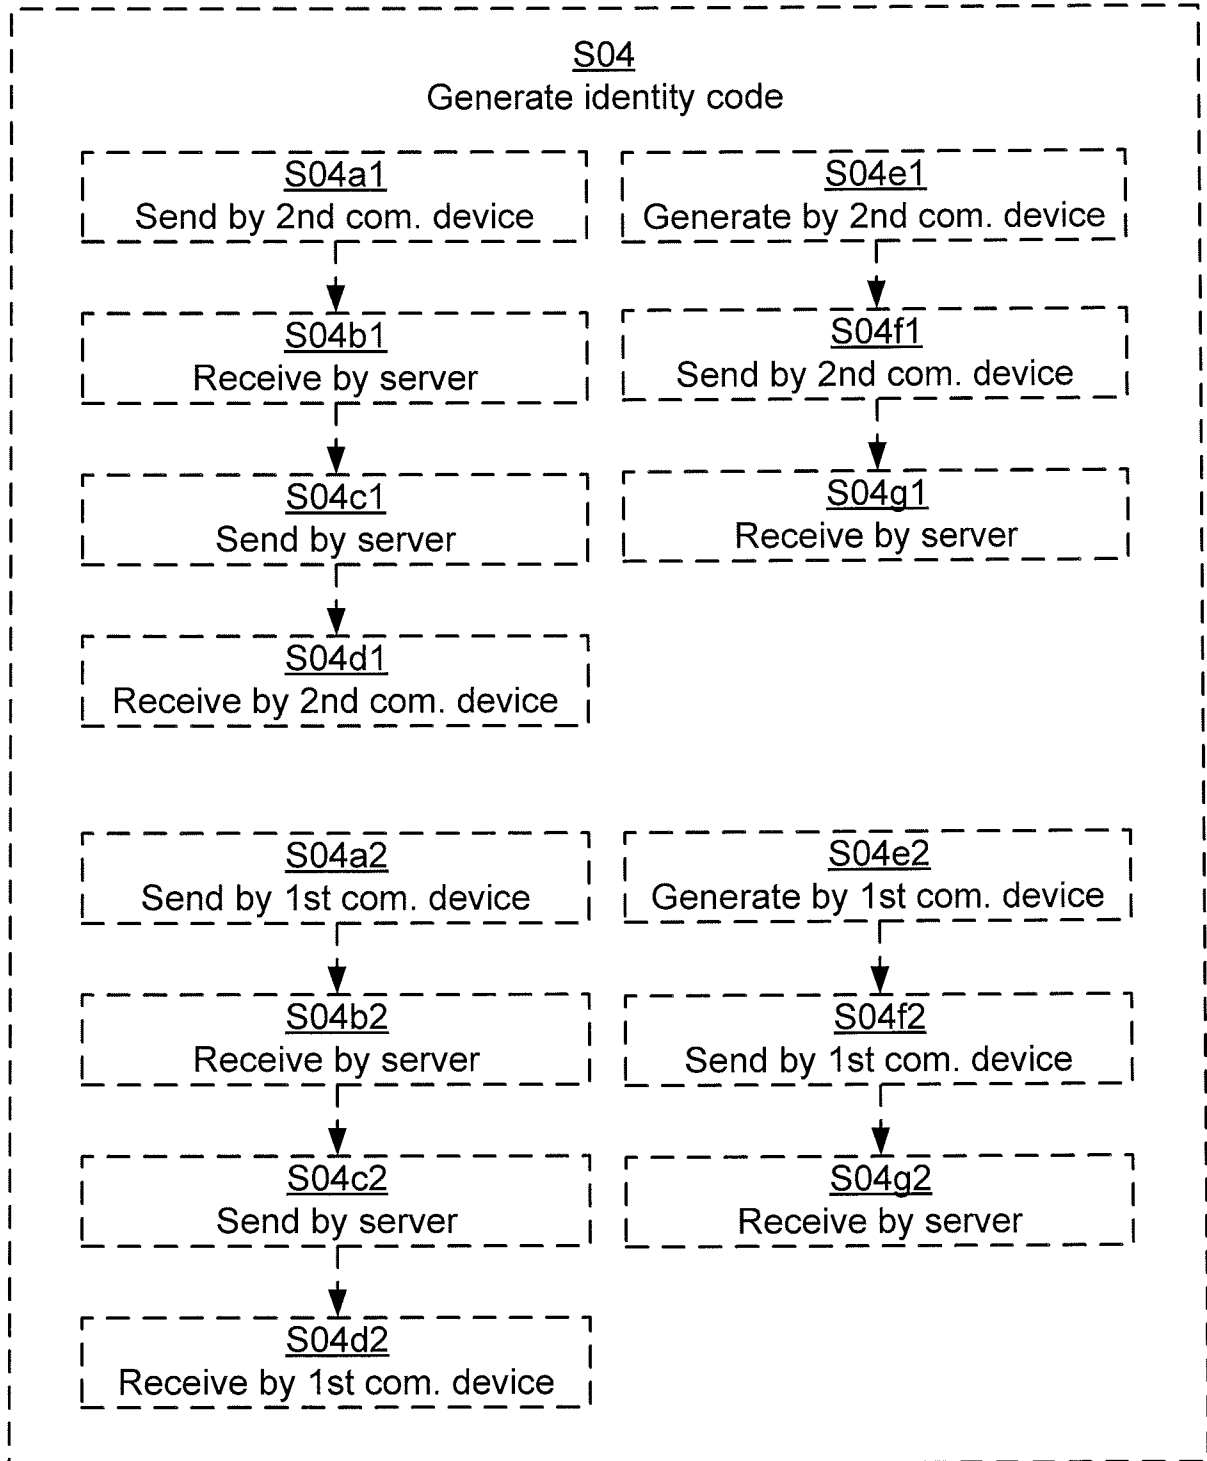 S04
Generate identity code
S04a1
Send by 2nd com. device
S04b1
Receive by server
S04c1
Send by server
S04d1
Receive by 2nd com. device
S04e1
Generate by 2nd com. device
S04f1
Send by 2nd com. device
S04g1
Receive by server
S04a2
Send by 1st com. device
S04b2
Receive by server
S04c2
Send by server
S04d2
Receive by 1st com. device
S04e2
Generate by 1st com. device
S04f2
Send by 1st com. device
S04g2
Receive by server